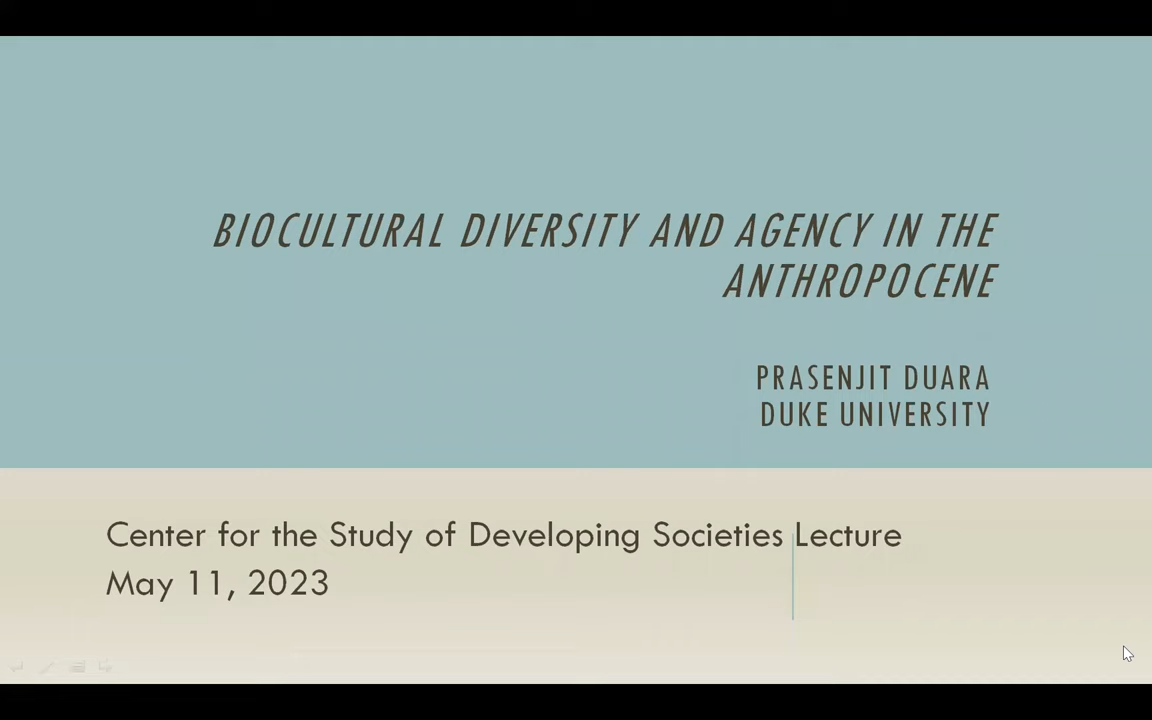 BIOCULTURAL DIVERSITY AND AGENCY IN THE
ANTHROPOCENE
PRASENJIT DUARA
DUKE UNIVERSITY
Center for the Study of Developing Societies Lecture
May 11, 2023